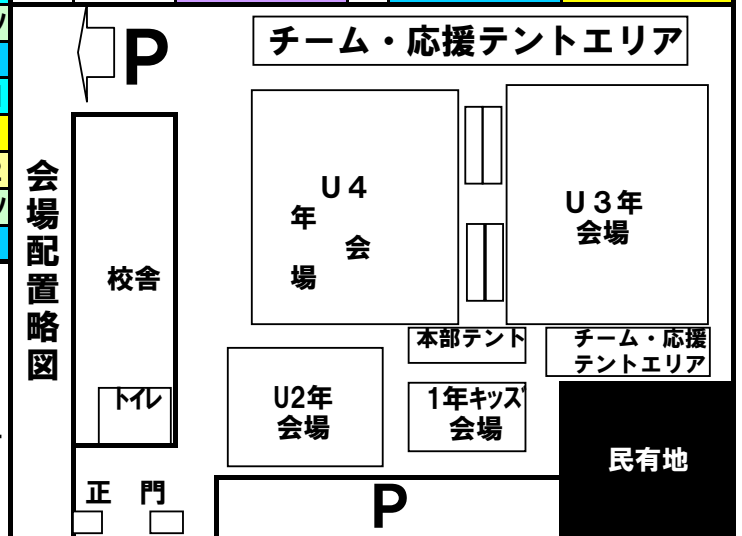 P
チーム・応援テントエリア
会場配置略図
U4
年
会
場
U3年
会場
校舎
本部テント
チーム・応援
テントエリア
トイレ
U2年
会場
1年キッズ
会場
民有地
正 門
P